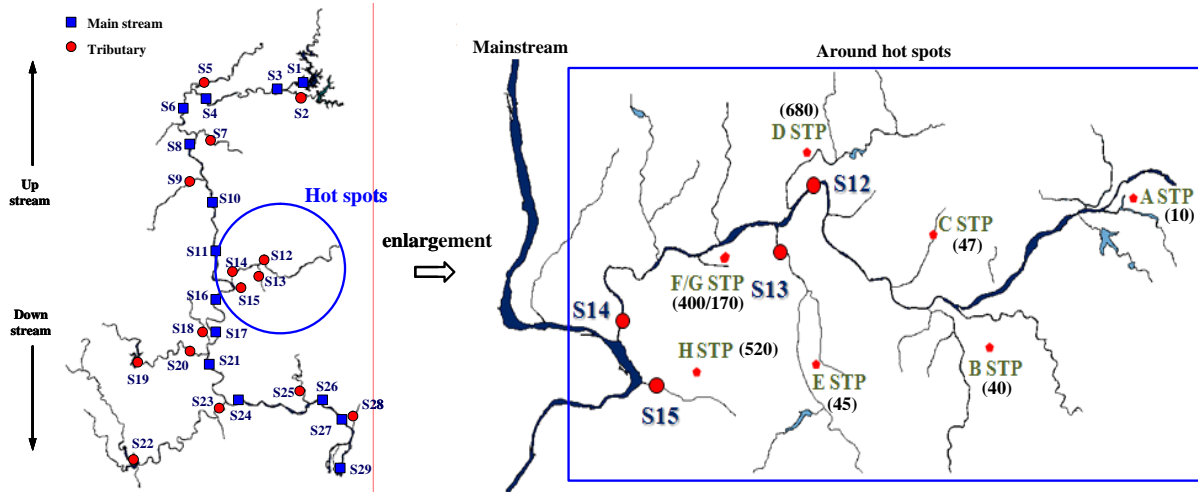 Main stream
Tributary
S5
S3
S1
S6
S4
S2
S7
S8
S9
S10
Up
stream
Hot spots
S11
S12
S14
S13
S15
S16
Down
stream
S18
S17
S20
S21
S19
S25
S26
S23
S24
S28
S27
S22
S29
enlargement
Mainstream
Around hot spots
(680)
D STP
S12
A STP
(10)
C STP
(47)
F/G STP
(400/170)
S13
S14
H STP (520)
E STP
(45)
B STP
(40)
S15